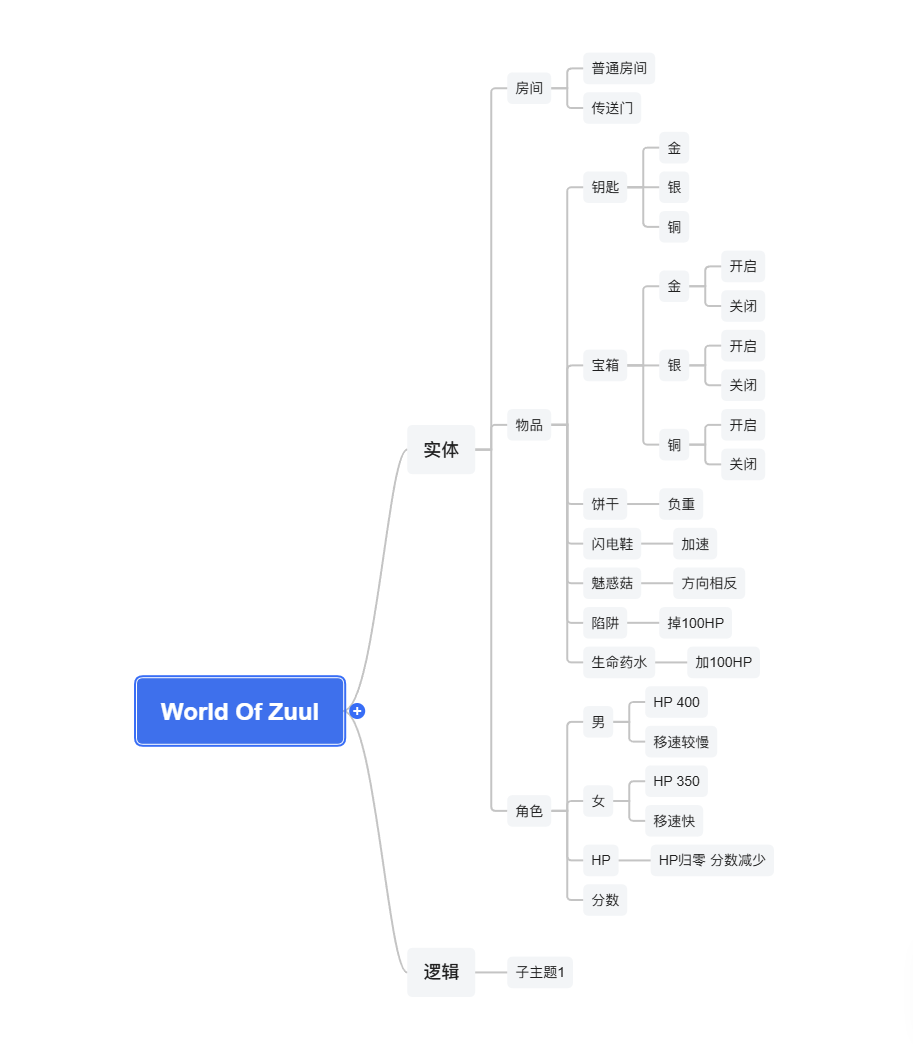 World Of Zuul
实体
房间
普通房间
传送门
物品
钥匙
金
银
铜
宝箱
金
开启
关闭
银
开启
关闭
铜
开启
关闭
饼干
负重
闪电鞋
加速
魅惑菇
方向相反
陷阱
掉100HP
生命药水
加100HP
角色
男
HP 400
移速较慢
女
HP 350
移速快
HP
HP归零 分数减少
分数
逻辑
子主题1